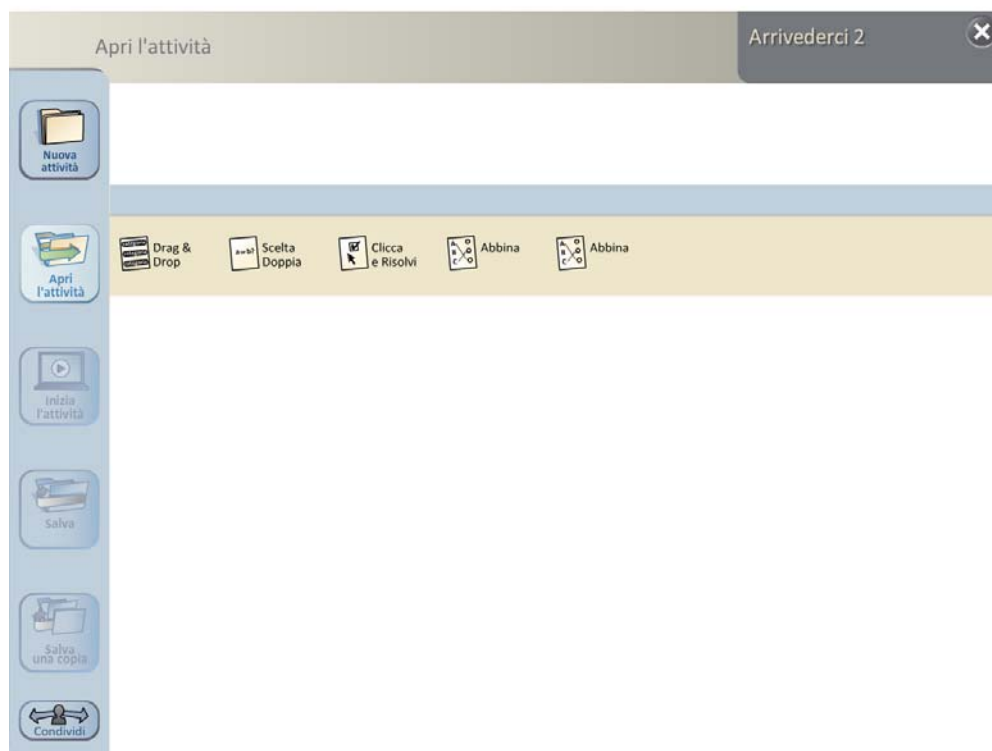 Apri l'attività
Arrivederci 2
Nuova
attività
Drag &
Drop
Scelta
Doppia
Clicca
e Risolvi
Abbina
Abbina
Apri
l'attività
Inizia
l'attività
Salva
Salva
una copia
Condividi